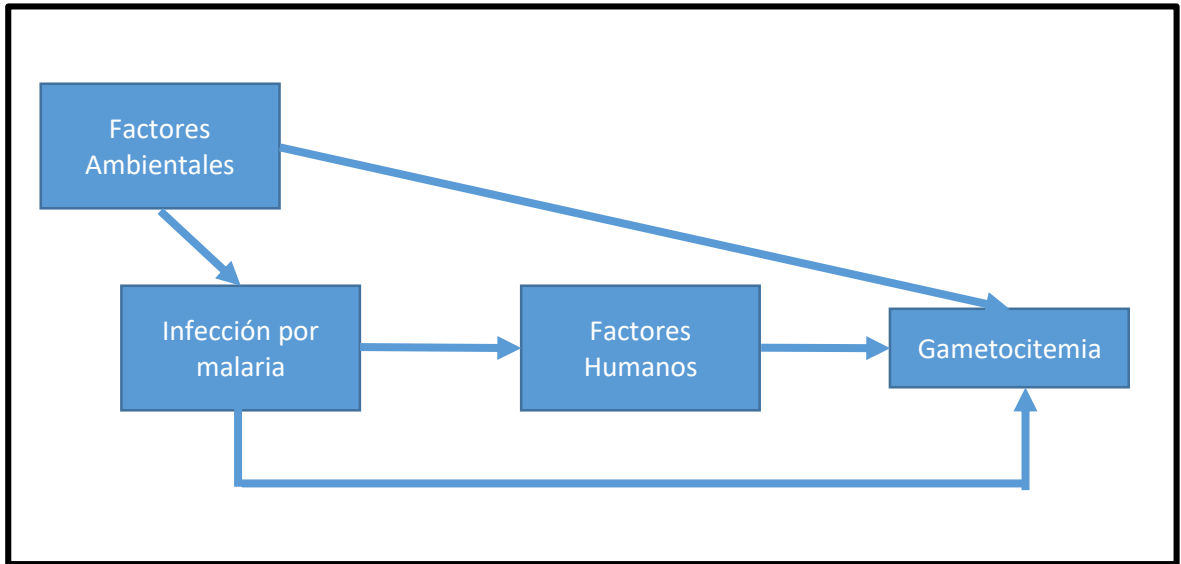 Factores
Ambientales
Infección por
malaria
Factores
Humanos
Gametocitemia